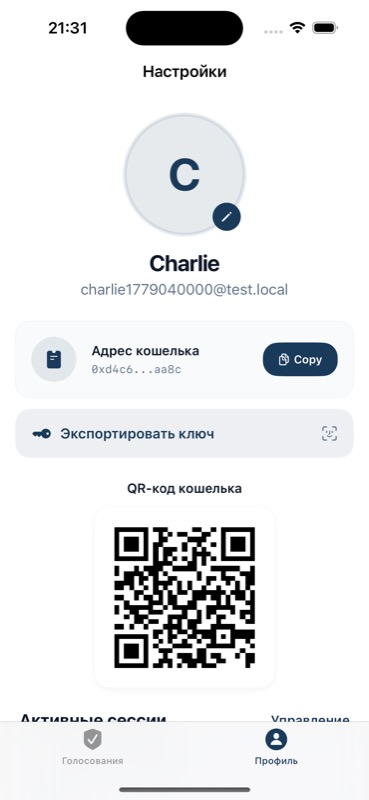 21:31
Настройки
C
Charlie
charlie1779040000@test.local
Адрес кошелька
0xd4c6...aa8c
Copy
Экспортировать ключ
QR-код кошелька
Активные сессии
Управление
Голосования
Профиль